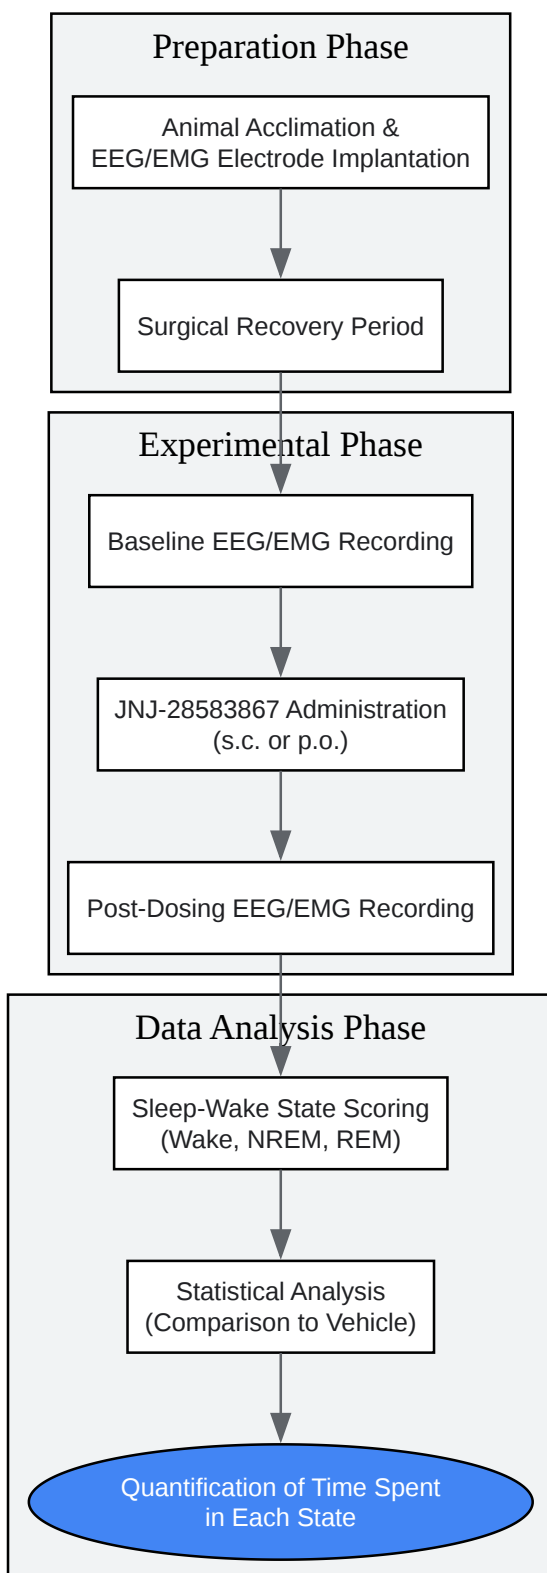 Preparation Phase
Animal Acclimation &
EEG/EMG Electrode Implantation
Surgical Recovery Period
Experimental Phase
Baseline EEG/EMG Recording
JNJ-28583867 Administration
(s.c. or p.o.)
Post-Dosing EEG/EMG Recording
Data Analysis Phase
Sleep-Wake State Scoring
(Wake, NREM, REM)
Statistical Analysis
(Comparison to Vehicle)
Quantification of Time Spent
in Each State